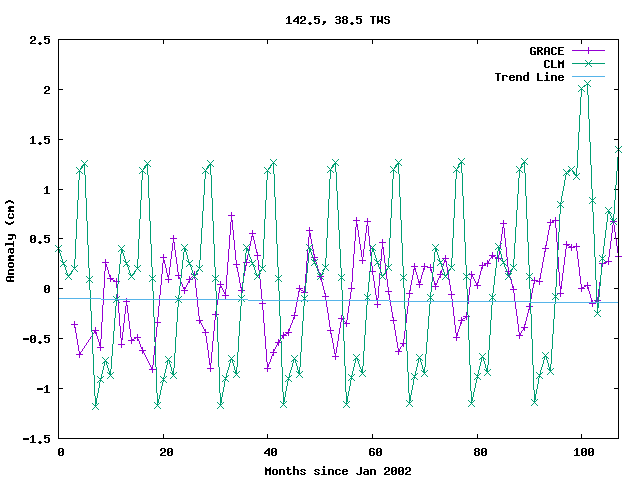 142.5, 38.5 TWS
GRACE
CLM
Trend Line
2.5
2
1.5
1
0.5
0
-0.5
-1
-1.5
Anomaly (cm)
0 20 40 60 80 100
Months since Jan 2002